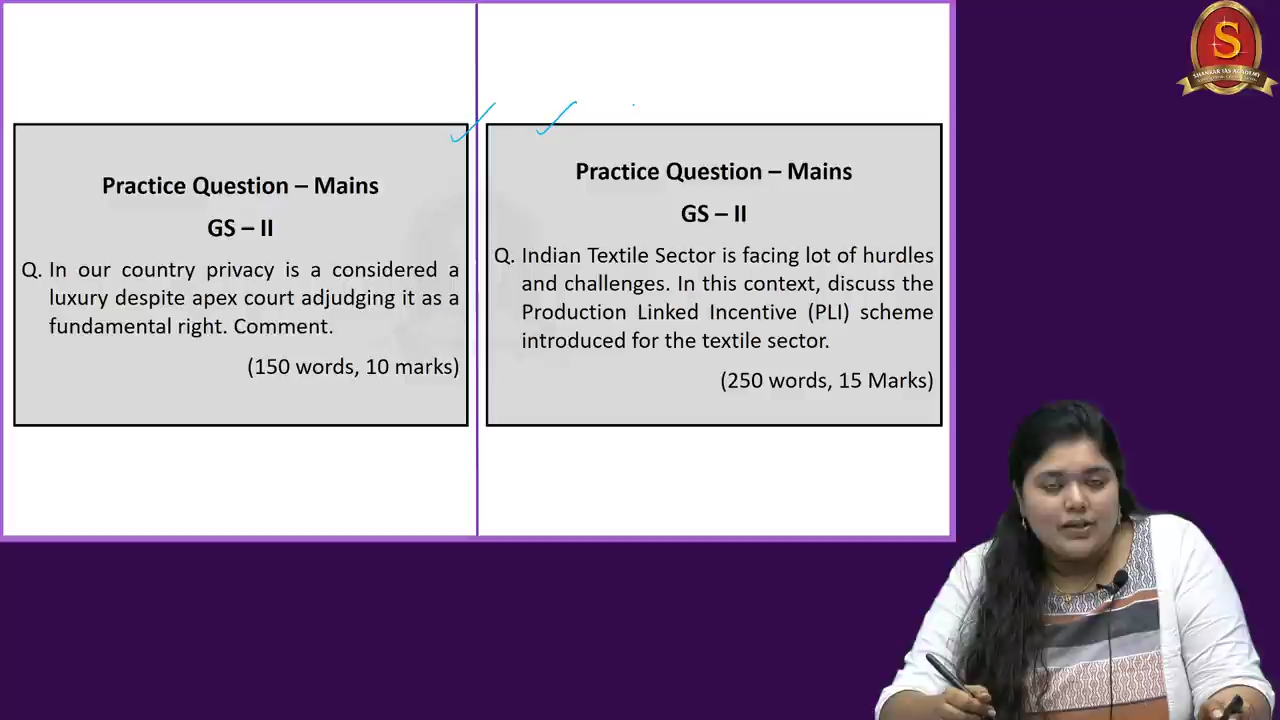 Practice Question – Mains
GS – II
Q. In our country privacy is a considered a
luxury despite apex court adjudging it as a
fundamental right. Comment.
(150 words, 10 marks)
Practice Question – Mains
GS – II
Q. Indian Textile Sector is facing lot of hurdles
and challenges. In this context, discuss the
Production Linked Incentive (PLI) scheme
introduced for the textile sector.
(250 words, 15 Marks)
S
SHANKAR IAS ACADEMY